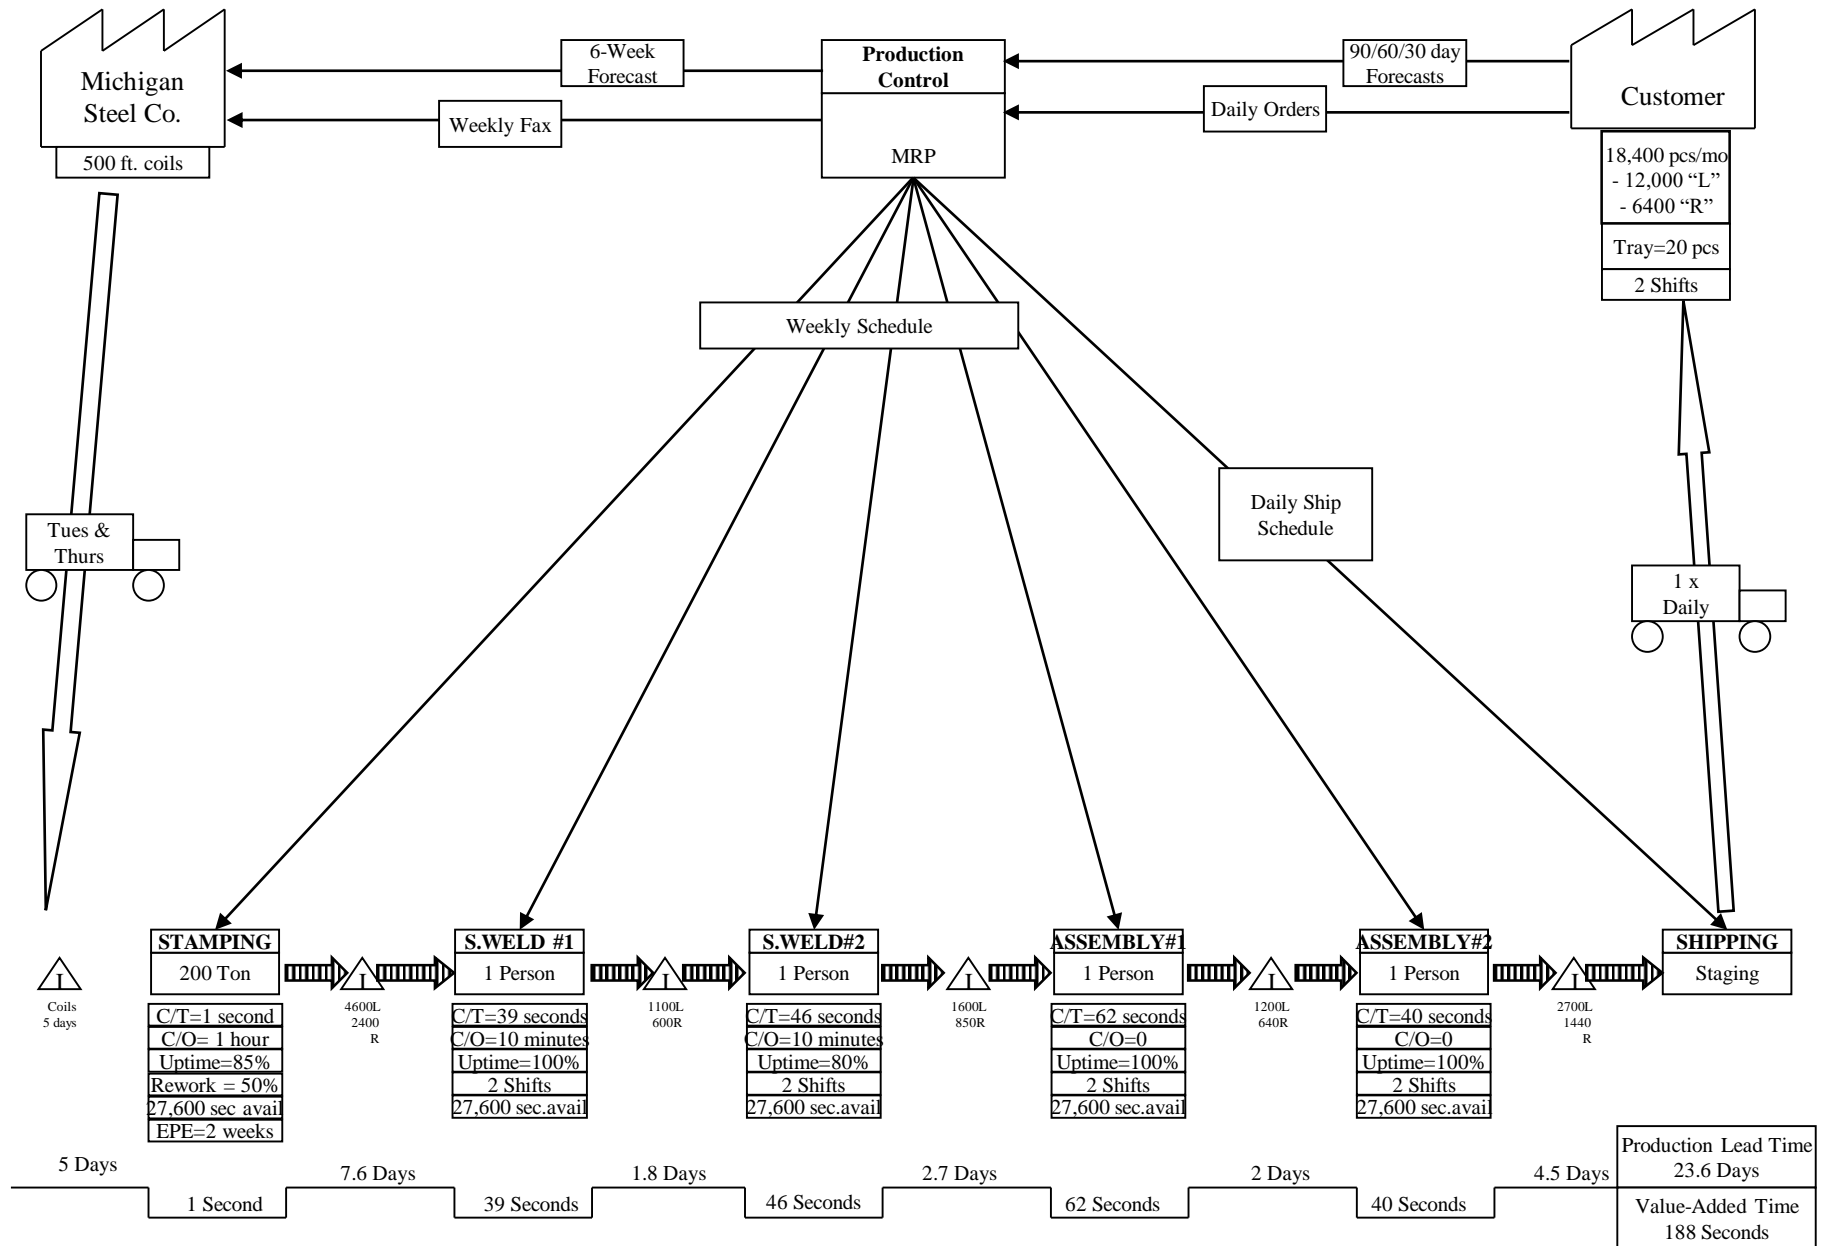 Michigan
Steel Co.
500 ft. coils
6-Week
Forecast
Weekly Fax
Production
Control
MRP
90/60/30 day
Forecasts
Daily Orders
Customer
18,400 pcs/mo
- 12,000 “L”
- 6400 “R”
Tray=20 pcs
2 Shifts
Weekly Schedule
Daily Ship
Schedule
Tues &
Thurs
1 x
Daily
I
Coils
5 days
STAMPING
200 Ton
C/T=1 second
C/O= 1 hour
Uptime=85%
Rework = 50%
27,600 sec avail
EPE=2 weeks
I
4600L
2400
R
S.WELD #1
1 Person
C/T=39 seconds
C/O=10 minutes
Uptime=100%
2 Shifts
27,600 sec.avail
I
1100L
600R
S.WELD#2
1 Person
C/T=46 seconds
C/O=10 minutes
Uptime=80%
2 Shifts
27,600 sec.avail
I
1600L
850R
ASSEMBLY#1
1 Person
C/T=62 seconds
C/O=0
Uptime=100%
2 Shifts
27,600 sec.avail
I
1200L
640R
ASSEMBLY#2
1 Person
C/T=40 seconds
C/O=0
Uptime=100%
2 Shifts
27,600 sec.avail
I
2700L
1440
R
SHIPPING
Staging
5 Days
1 Second
7.6 Days
39 Seconds
1.8 Days
46 Seconds
2.7 Days
62 Seconds
2 Days
40 Seconds
4.5 Days
Production Lead Time
23.6 Days
Value-Added Time
188 Seconds